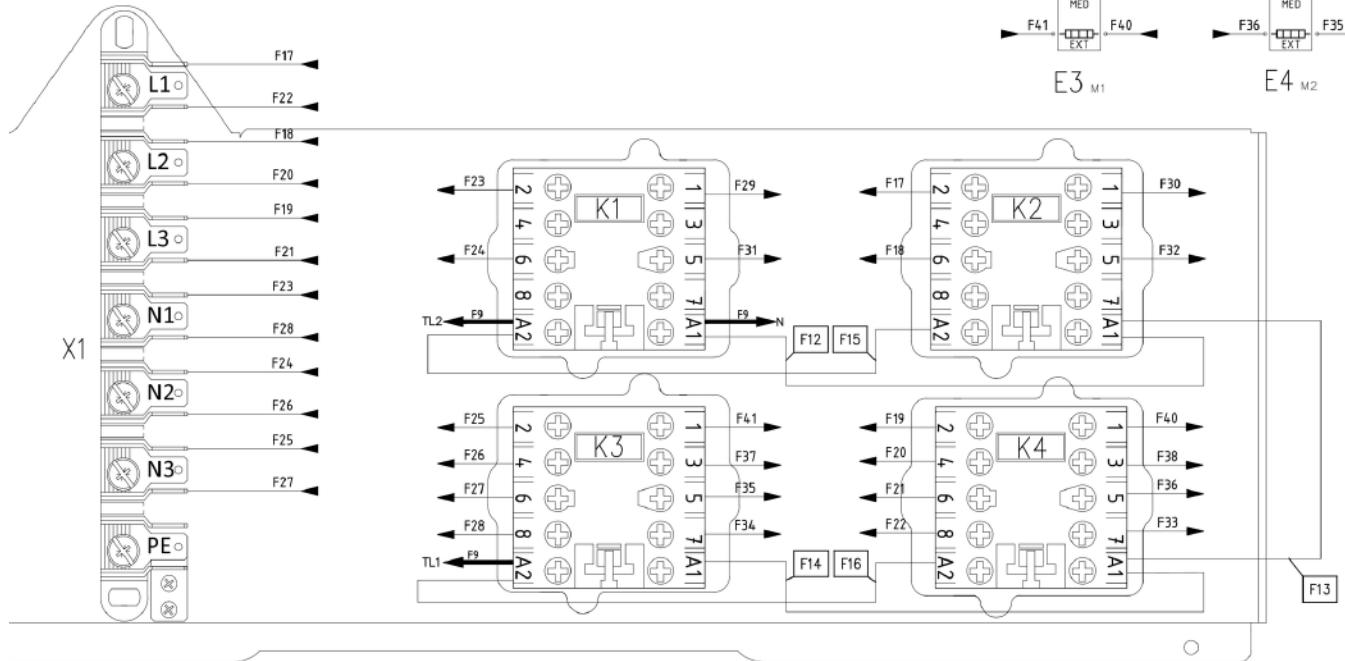 MED
MED
F41
F40
EXT
F36
F35
EXT
E3 M1
E4 M2
X1
L1
F17
F22
L2
F18
F20
L3
F19
F21
N1
F23
F28
N2
F24
F26
N3
F25
F27
PE
K1
2
4
6
8
A2
1
3
5
7
A1
F23
F24
TL2
F9
F29
F31
F9
N
F12
F15
K2
2
4
6
8
A2
1
3
5
7
A1
F17
F18
F30
F32
K3
2
4
6
8
A2
1
3
5
7
A1
F25
F26
F27
F28
TL1
F9
F41
F37
F35
F34
F14
F16
K4
2
4
6
8
A2
1
3
5
7
A1
F19
F20
F21
F22
F40
F38
F36
F33
F13